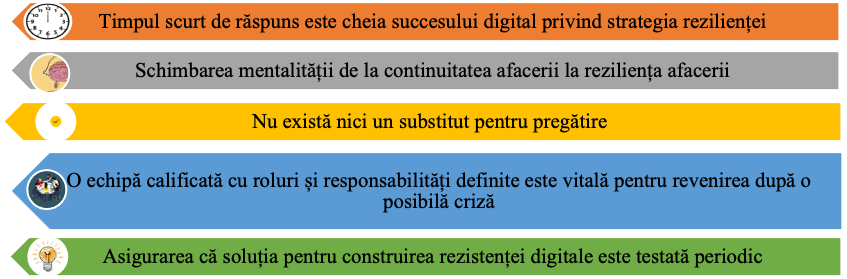 Timpul scurt de răspuns este cheia succesului digital privind strategia rezilienței
Schimbarea mentalității de la continuitatea afacerii la reziliența afacerii
Nu există nici un substitut pentru pregătire
O echipă calificată cu roluri și responsabilități definite este vitală pentru revenirea după o
posibilă criză
Asigurarea că soluția pentru construirea rezistenței digitale este testată periodic